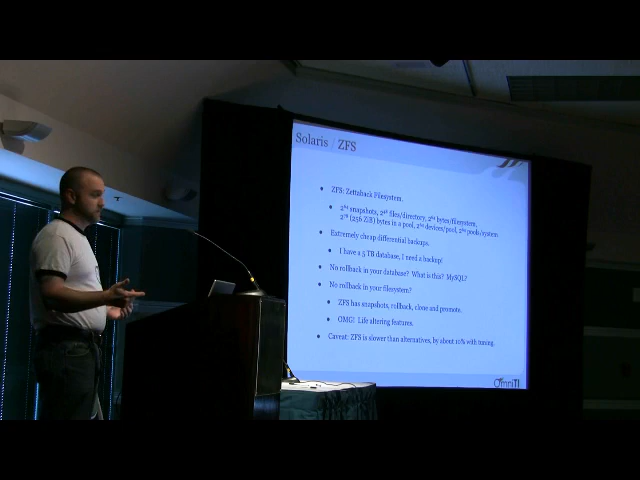 Solaris / ZFS
ZFS: Zettaback Filesystem.
2⁶⁴ snapshots, 2⁴⁸ files/directory, 2⁶⁴ bytes/filesystem,
2⁷⁸ (256 ZiB) bytes in a pool, 2⁶⁴ devices/pool, 2⁶⁴ pools/system
Extremely cheap differential backups.
I have a 5 TB database, I need a backup!
No rollback in your database? What is this? MySQL?
No rollback in your filesystem?
ZFS has snapshots, rollback, clone and promote.
OMG! Life altering features.
Caveat: ZFS is slower than alternatives, by about 10% with tuning.
OmniTI